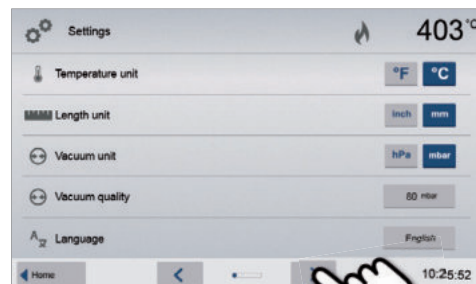 Settings 403 °C
Temperature unit °F °C
Length unit inch mm
Vacuum unit hPa mbar
Vacuum quality 80 mbar
Language English
Home 10:25:52